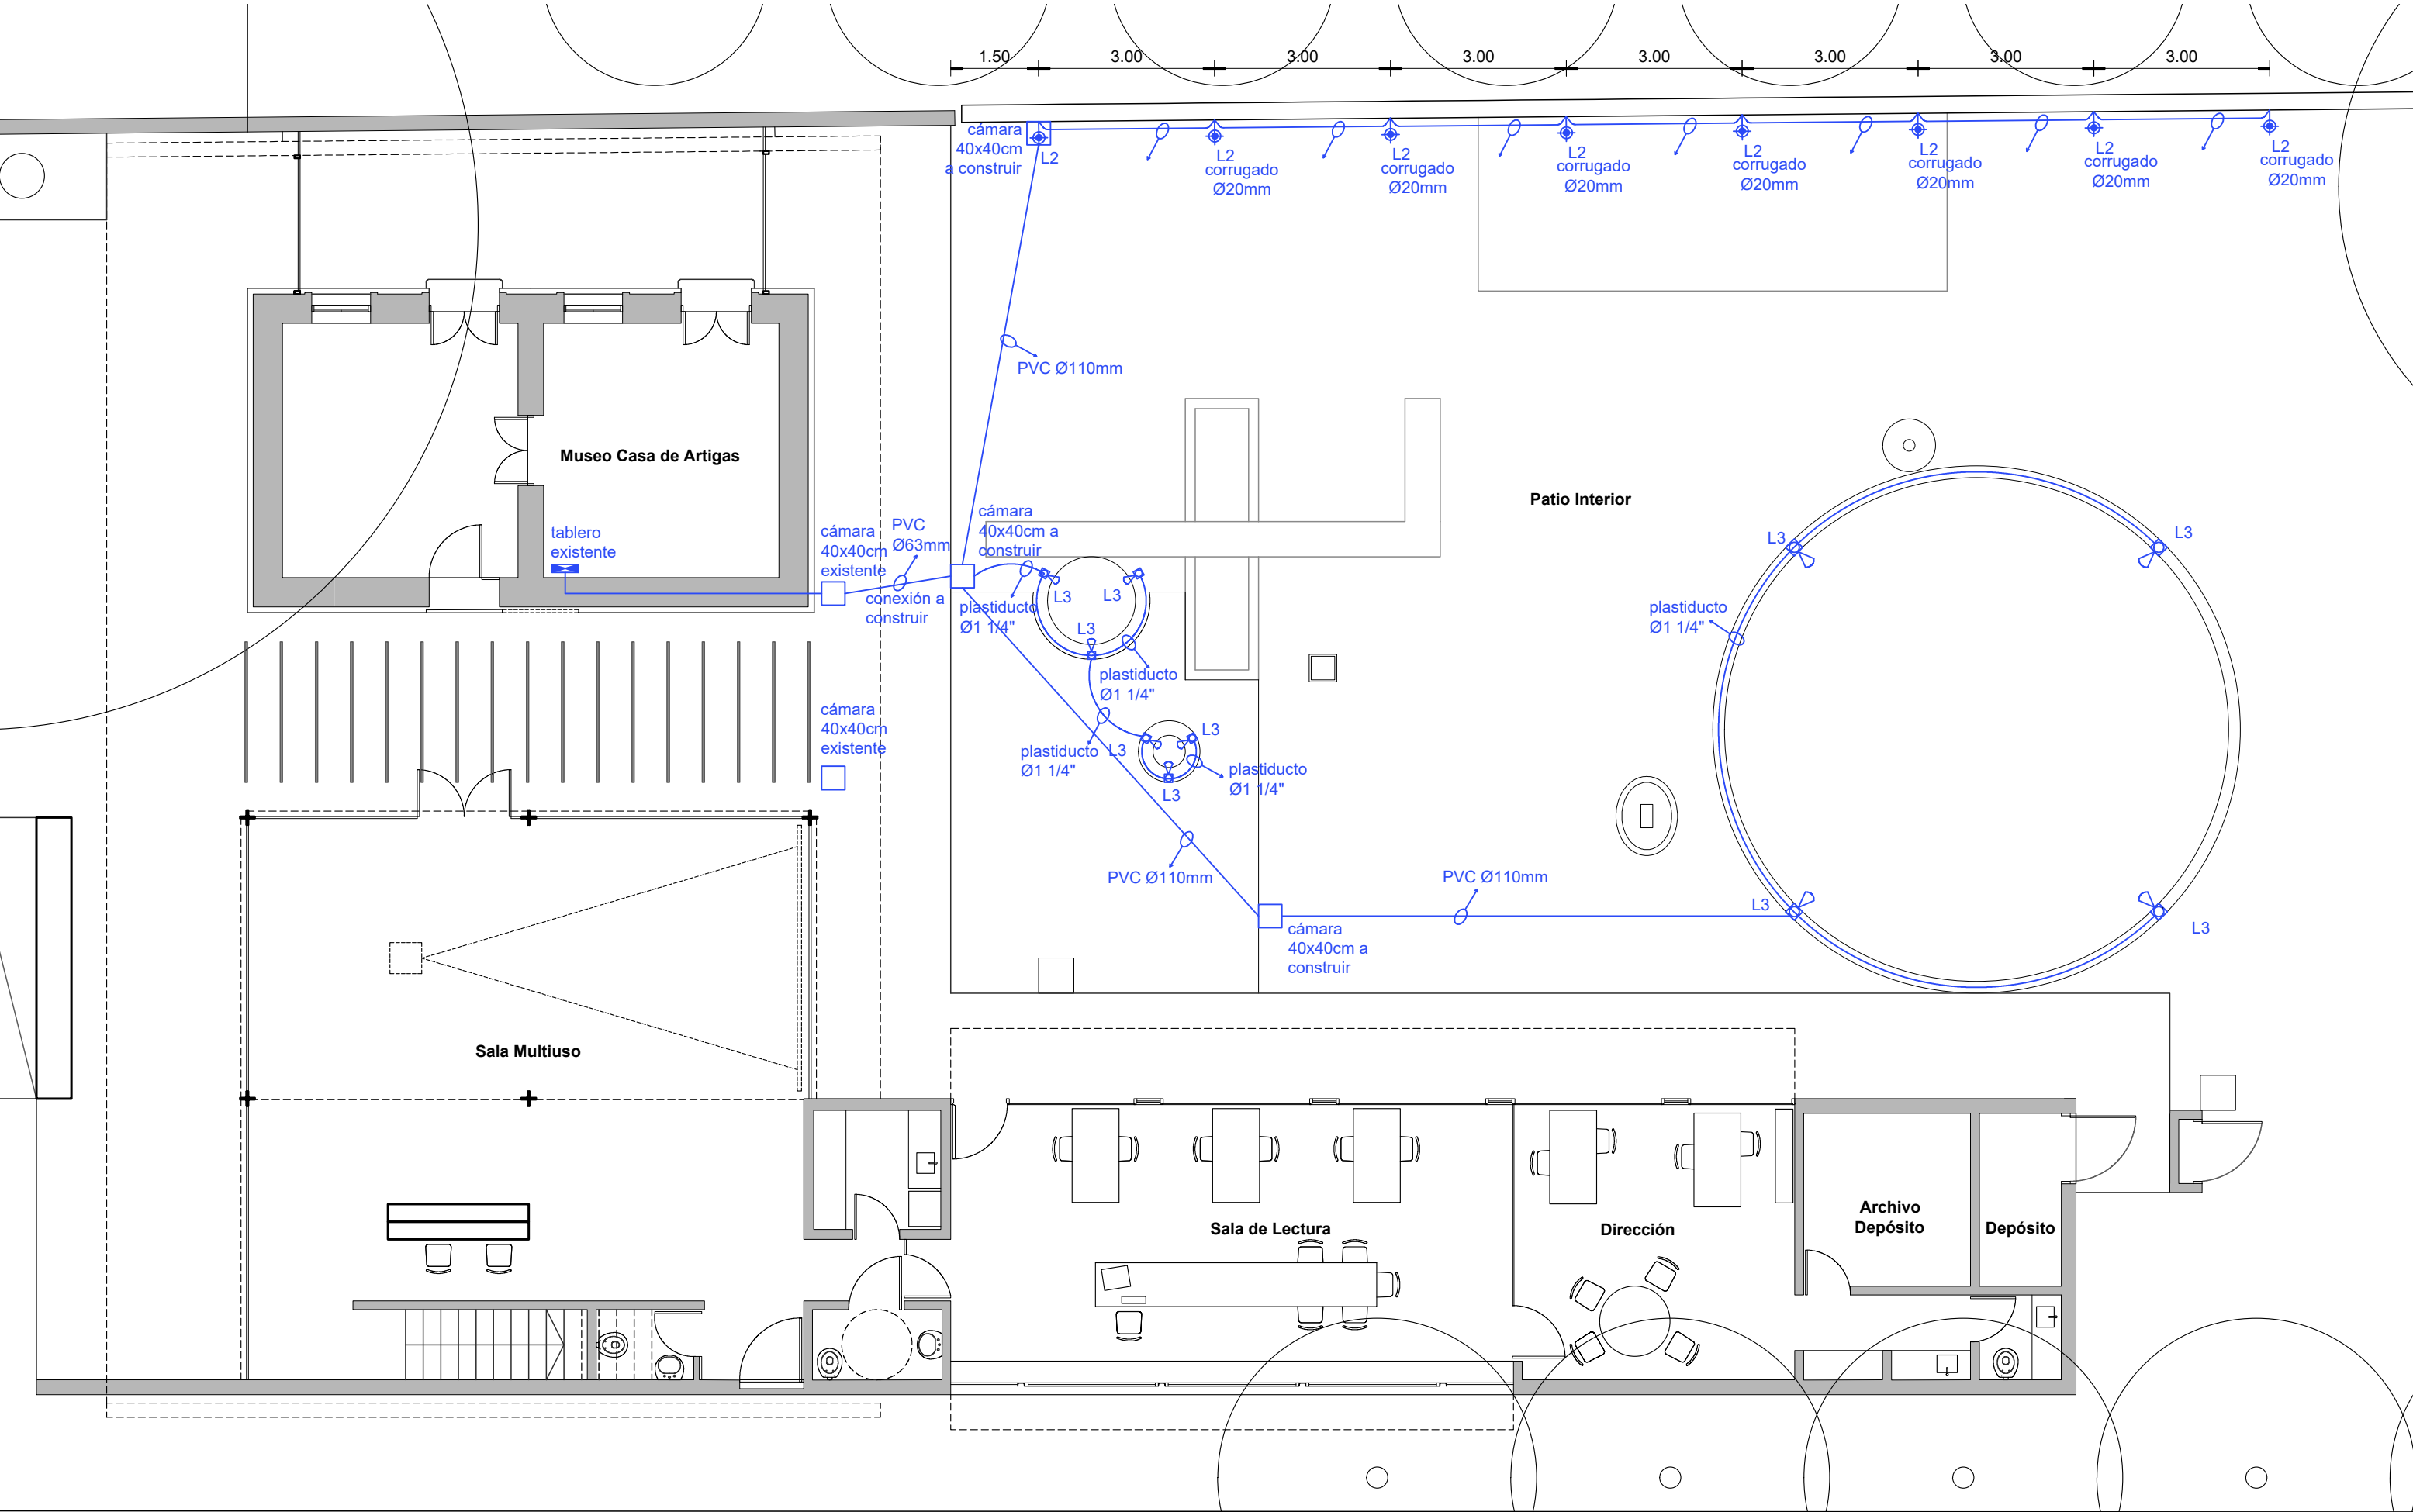 1.50
3.00
3.00
3.00
3.00
3.00
3.00
3.00
cámara
40x40cm
a construir
L2
L2
corrugado
Ø20mm
L2
corrugado
Ø20mm
L2
corrugado
Ø20mm
L2
corrugado
Ø20mm
L2
corrugado
Ø20mm
L2
corrugado
Ø20mm
L2
corrugado
Ø20mm
PVC Ø110mm
Museo Casa de Artigas
Patio Interior
tablero
existente
cámara
40x40cm
existente
PVC
Ø63mm
conexión a
construir
cámara
40x40cm a
construir
plastiducto
Ø1 1/4"
L3
L3
L3
plastiducto
Ø1 1/4"
plastiducto
Ø1 1/4"
L3
L3
L3
plastiducto
Ø1 1/4"
L3
L3
plastiducto
Ø1 1/4"
cámara
40x40cm
existente
PVC Ø110mm
PVC Ø110mm
L3
L3
cámara
40x40cm a
construir
Sala Multiuso
Sala de Lectura
Dirección
Archivo
Depósito
Depósito